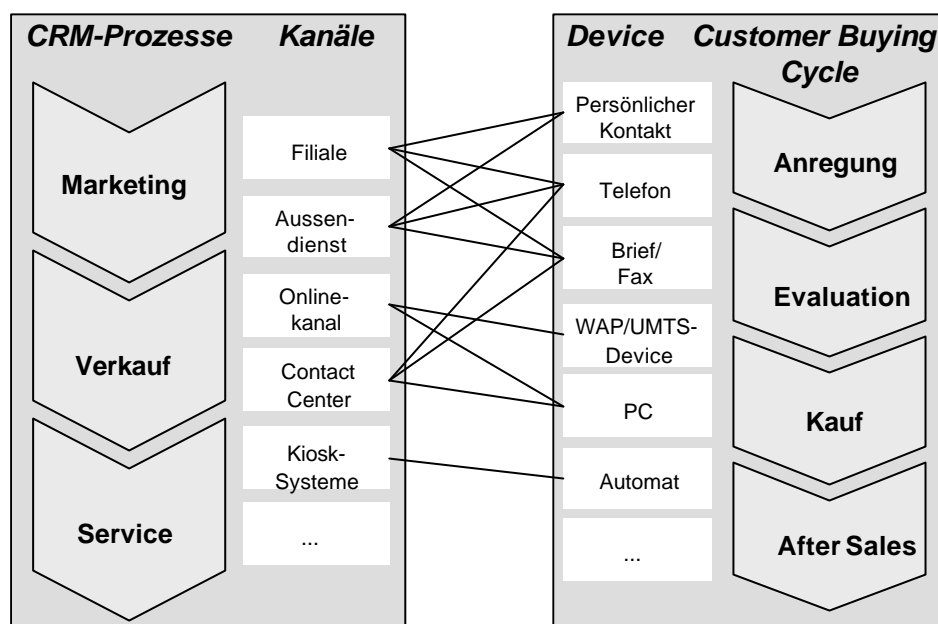 CRM-Prozesse
Kanäle
Marketing
Verkauf
Service
Filiale
Aussen-
dienst
Online-
kanal
Contact
Center
Kiosk-
Systeme
...
Device
Customer Buying
Cycle
Persönlicher
Kontakt
Telefon
Brief/
Fax
WAP/UMTS-
Device
PC
Automat
...
Anregung
Evaluation
Kauf
After Sales